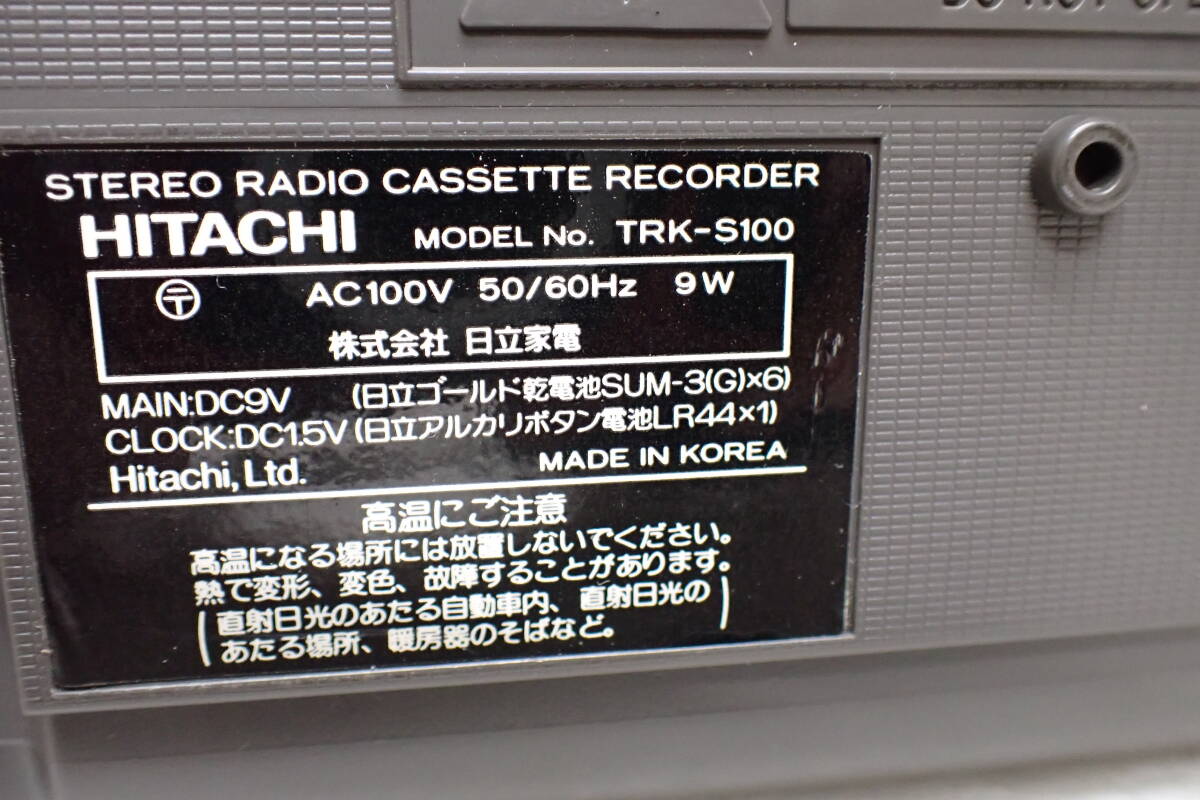 STEREO RADIO CASSETTE RECORDER
HITACHI MODEL No. TRK-S100
〶 AC100V 50/60Hz 9W
株式会社 日立家電
MAIN:DC9V (日立ゴールド乾電池SUM-3(G)×6)
CLOCK:DC1.5V (日立アルカリボタン電池LR44×1)
Hitachi, Ltd. MADE IN KOREA
高温にご注意
高温になる場所には放置しないでください。
熱で変形、変色、故障することがあります。
(直射日光のあたる自動車内、直射日光の
あたる場所、暖房器のそばなど。)